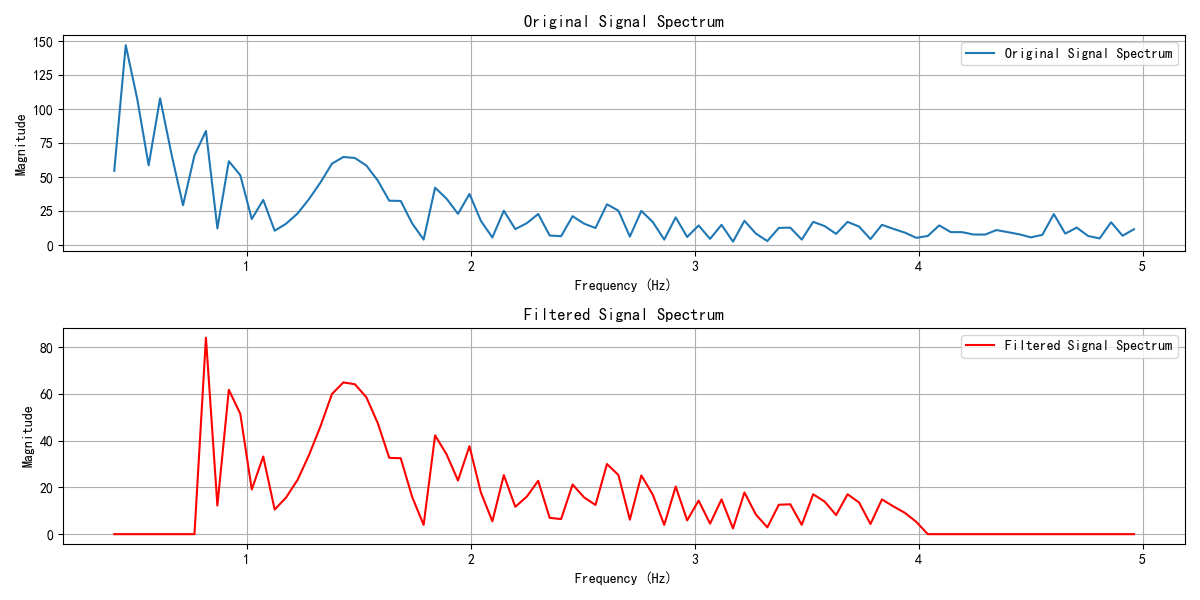 Original Signal Spectrum
150
125
100
75
50
25
0
Magnitude
Original Signal Spectrum
1
2
3
4
5
Frequency (Hz)
Filtered Signal Spectrum
80
60
40
20
0
Magnitude
Filtered Signal Spectrum
1
2
3
4
5
Frequency (Hz)